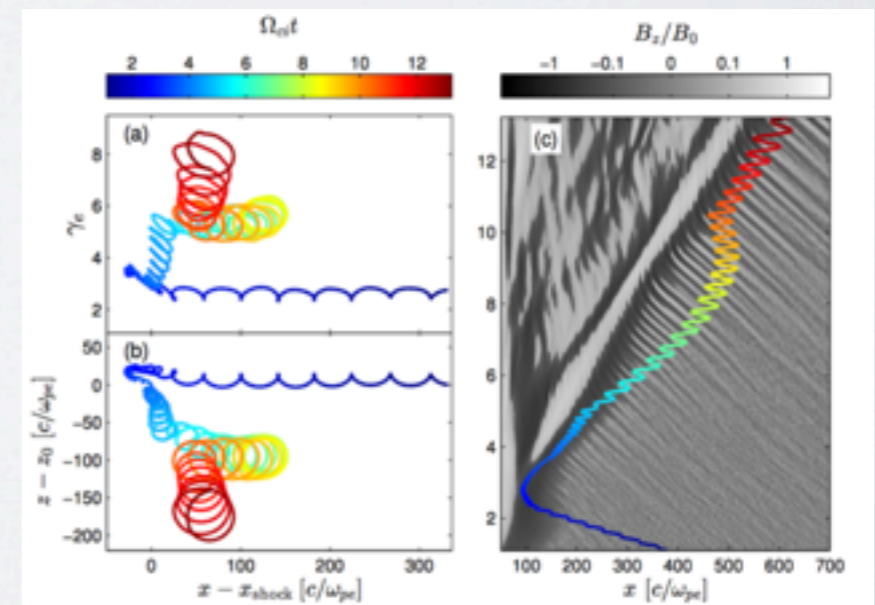 Ω_ci t
2 4 6 8 10 12
B_z/B_0
-1 -0.1 0 0.1 1
(a)
γ_e
8
6
4
2
(b)
z − z_0 [c/ω_pe]
50
0
-50
-100
-150
-200
0 100 200 300
x − x_shock [c/ω_pe]
(c)
12
10
8
6
4
2
50 100 200 300 400 500 600 700
x [c/ω_pe]